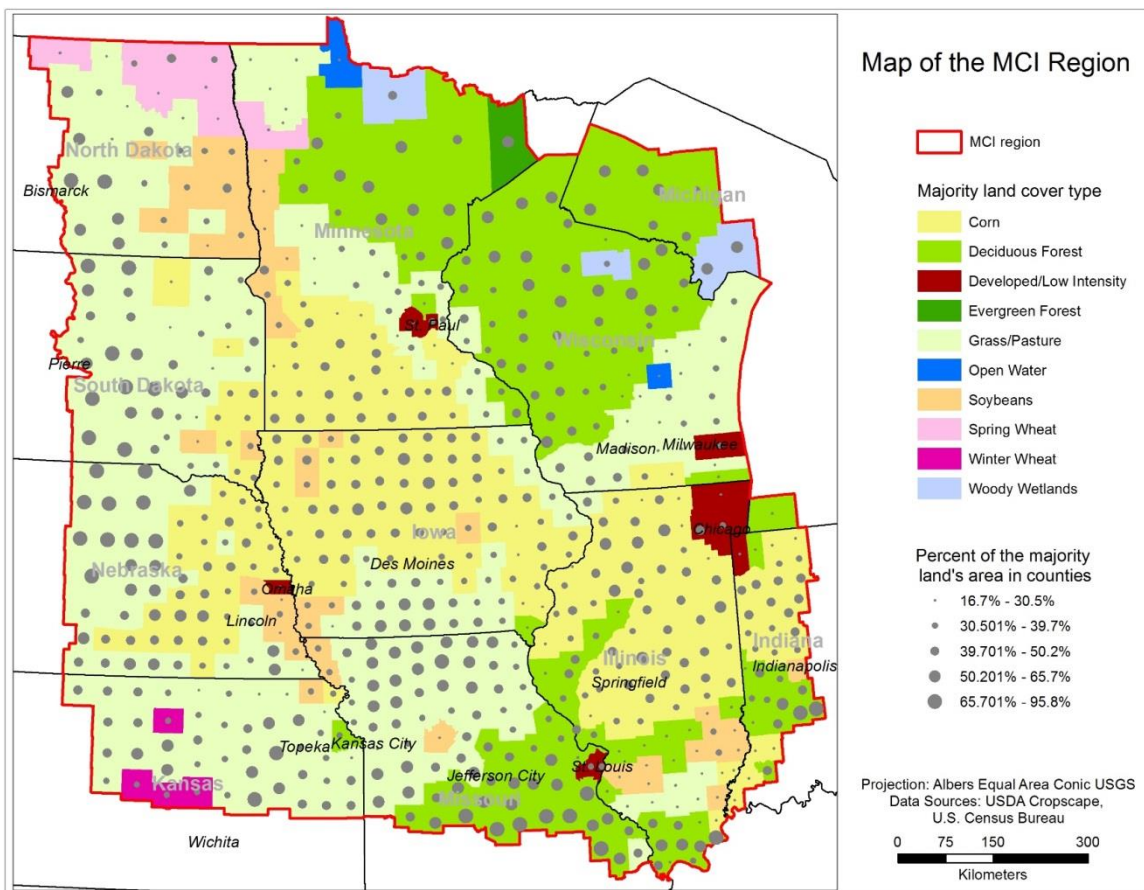 Map of the MCI Region
MCI region
Majority land cover type
Corn
Deciduous Forest
Developed/Low Intensity
Evergreen Forest
Grass/Pasture
Open Water
Soybeans
Spring Wheat
Winter Wheat
Woody Wetlands
Percent of the majority
land's area in counties
16.7% - 30.5%
30.501% - 39.7%
39.701% - 50.2%
50.201% - 65.7%
65.701% - 95.8%
Projection: Albers Equal Area Conic USGS
Data Sources: USDA Cropscape,
U.S. Census Bureau
0 75 150 300
Kilometers
North Dakota
Bismarck
Michigan
Minnesota
St. Paul
Wisconsin
Pierre
South Dakota
Madison
Milwaukee
Iowa
Chicago
Des Moines
Nebraska
Omaha
Lincoln
Illinois
Indiana
Springfield
Indianapolis
Topeka
Kansas City
Jefferson City
St. Louis
Kansas
Missouri
Wichita